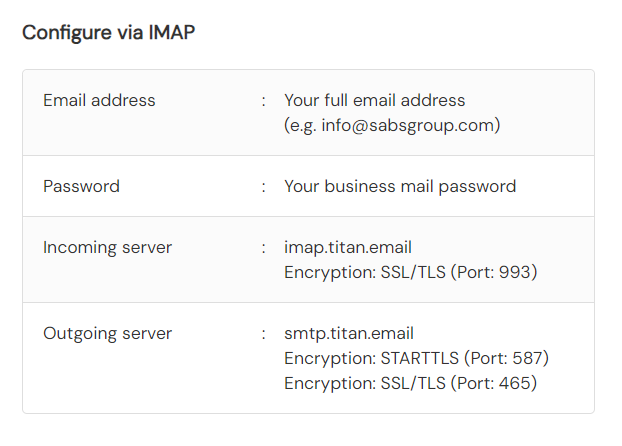 Configure via IMAP
Email address : Your full email address
(e.g. info@sabsgroup.com)
Password : Your business mail password
Incoming server : imap.titan.email
Encryption: SSL/TLS (Port: 993)
Outgoing server : smtp.titan.email
Encryption: STARTTLS (Port: 587)
Encryption: SSL/TLS (Port: 465)